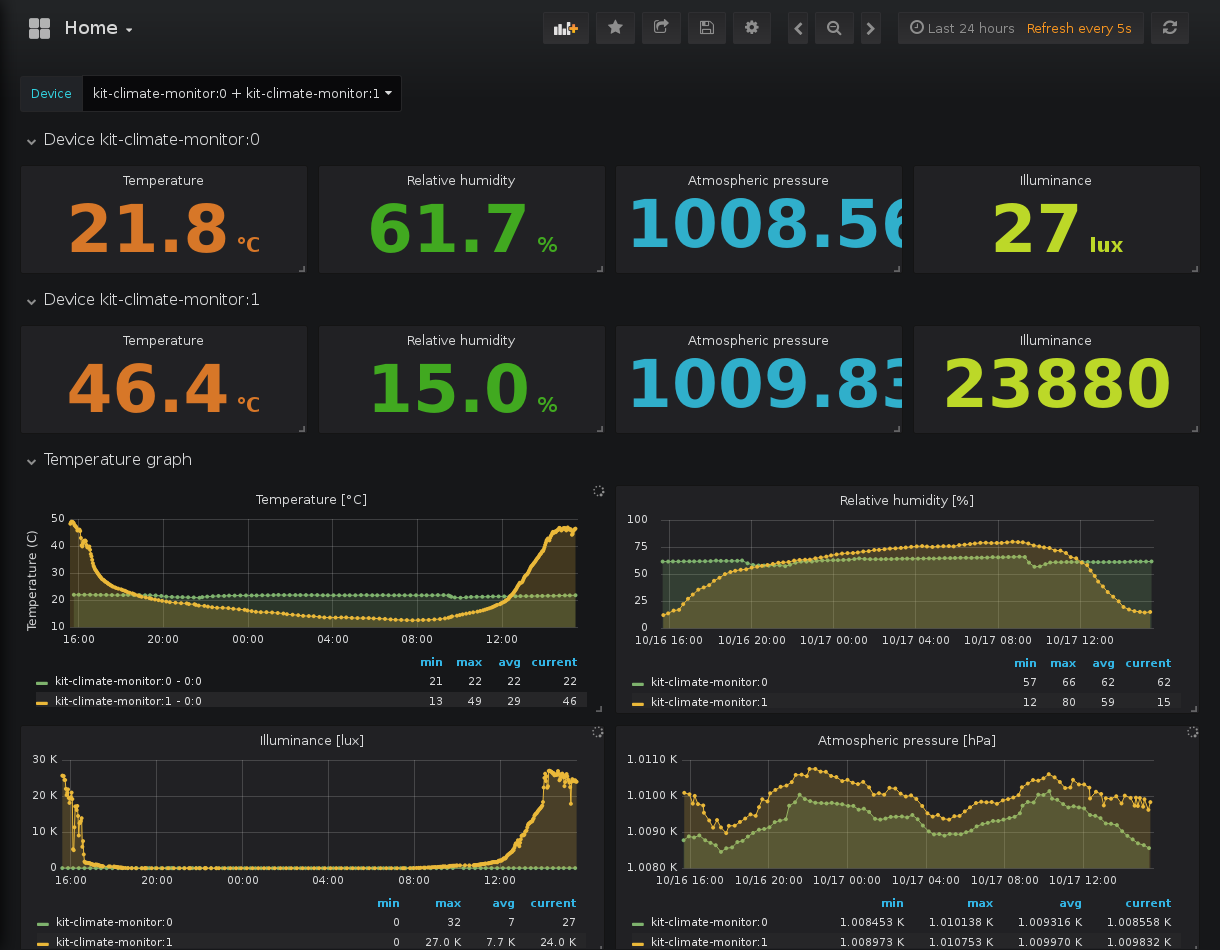 Home
Last 24 hours Refresh every 5s
Device kit-climate-monitor:0 + kit-climate-monitor:1
Device kit-climate-monitor:0
Temperature Relative humidity Atmospheric pressure Illuminance
21.8 °C 61.7 % 1008.56 27 lux
Device kit-climate-monitor:1
Temperature Relative humidity Atmospheric pressure Illuminance
46.4 °C 15.0 % 1009.83 23880
Temperature graph
Temperature [°C]
Temperature (C)
50
40
30
20
10
16:00 20:00 00:00 04:00 08:00 12:00
min max avg current
kit-climate-monitor:0 - 0:0 21 22 22 22
kit-climate-monitor:1 - 0:0 13 49 29 46
Relative humidity [%]
100
75
50
25
0
10/16 16:00 10/16 20:00 10/17 00:00 10/17 04:00 10/17 08:00 10/17 12:00
min max avg current
kit-climate-monitor:0 57 66 62 62
kit-climate-monitor:1 12 80 59 15
Illuminance [lux]
30 K
20 K
10 K
0
16:00 20:00 00:00 04:00 08:00 12:00
min max avg current
kit-climate-monitor:0 0 32 7 27
kit-climate-monitor:1 0 27.0 K 7.7 K 24.0 K
Atmospheric pressure [hPa]
1.0110 K
1.0100 K
1.0090 K
1.0080 K
10/16 16:00 10/16 20:00 10/17 00:00 10/17 04:00 10/17 08:00 10/17 12:00
min max avg current
kit-climate-monitor:0 1.008453 K 1.010138 K 1.009316 K 1.008558 K
kit-climate-monitor:1 1.008973 K 1.010753 K 1.009970 K 1.009832 K